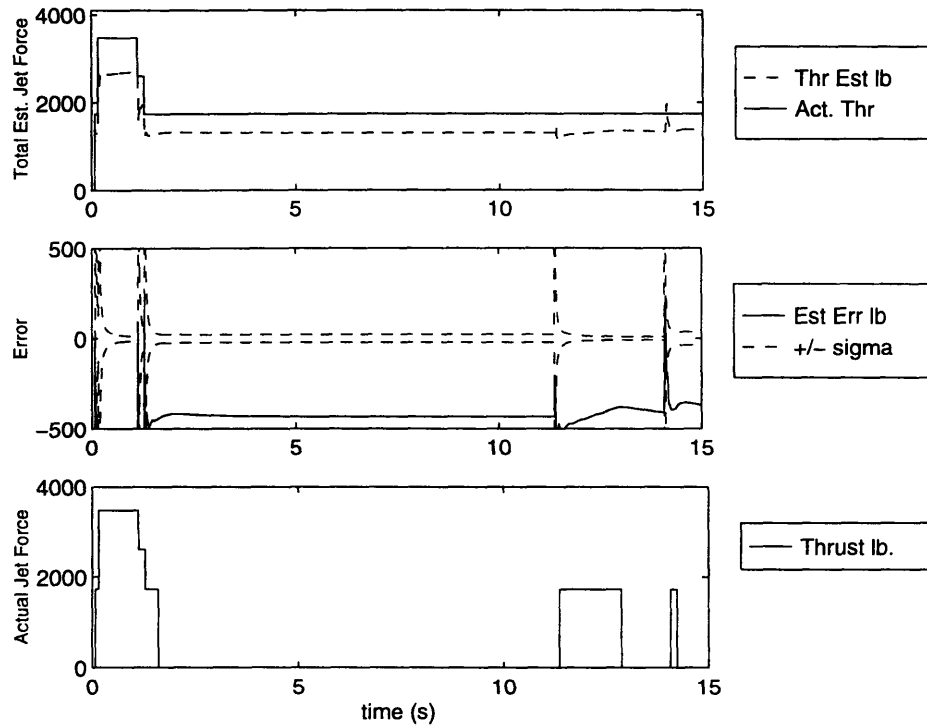 Total Est. Jet Force
4000
2000
0
0
5
10
15
Thr Est lb
Act. Thr
Error
500
0
−500
0
5
10
15
Est Err lb
+/− sigma
Actual Jet Force
4000
2000
0
0
5
10
15
time (s)
Thrust lb.